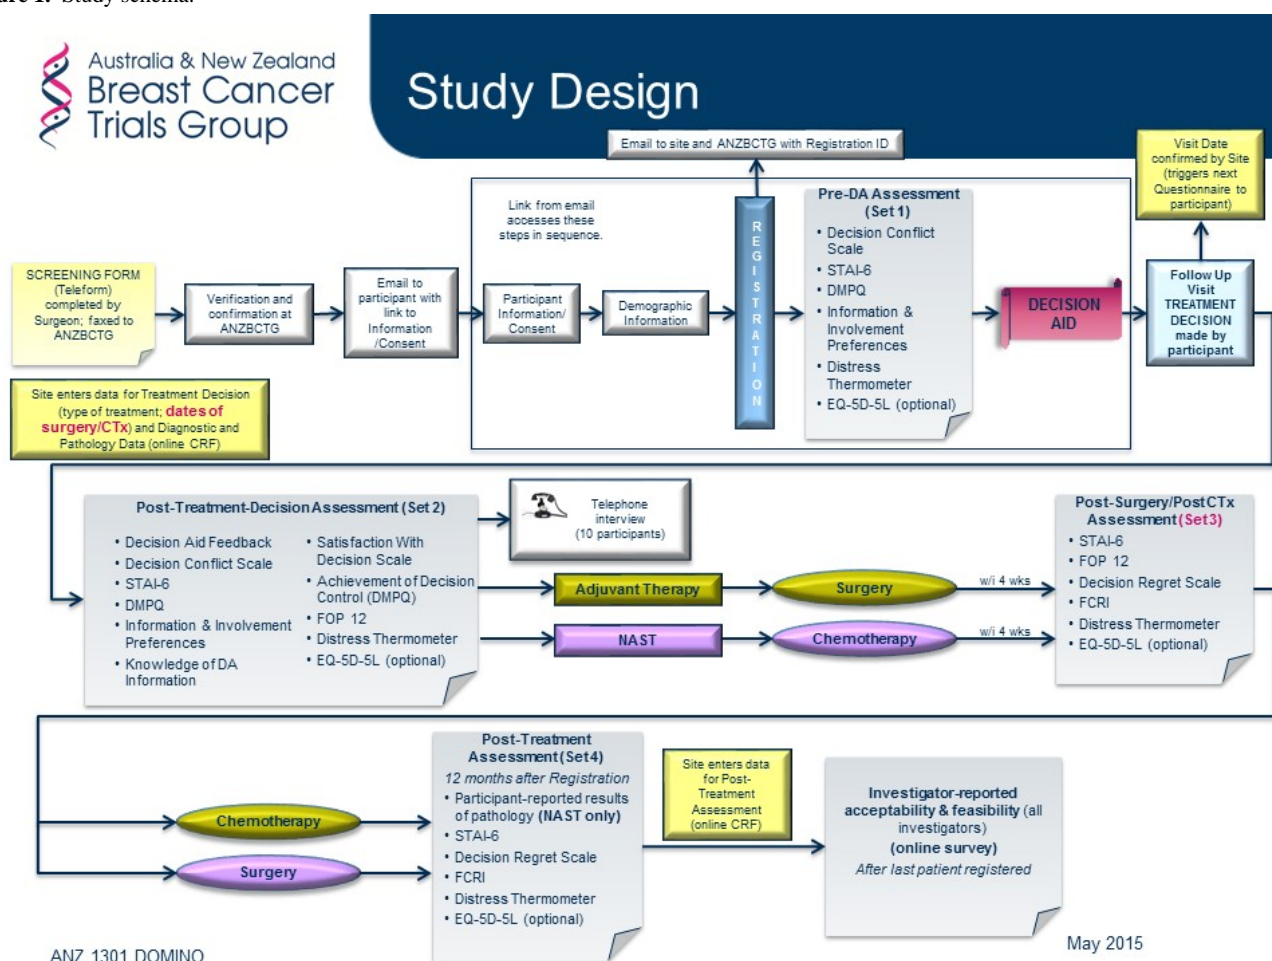 Study schema.
Australia & New Zealand
Breast Cancer
Trials Group
Study Design
Email to site and ANZBCTG with Registration ID
Visit Date
confirmed by Site
(triggers next
Questionnaire to
participant)
SCREENING FORM
(Teleform)
completed by
Surgeon; faxed to
ANZBCTG
Verification and
confirmation at
ANZBCTG
Email to
participant with
link to
Information
/Consent
Link from email
accesses these
steps in sequence.
Participant
Information/
Consent
Demographic
Information
REGISTRATION
Pre-DA Assessment
(Set 1)
• Decision Conflict
Scale
• STAI-6
• DMPQ
• Information &
Involvement
Preferences
• Distress
Thermometer
• EQ-5D-5L (optional)
DECISION
AID
Follow Up
Visit
TREATMENT
DECISION
made by
participant
Site enters data for Treatment Decision
(type of treatment; dates of
surgery/CTx) and Diagnostic and
Pathology Data (online CRF)
Post-Treatment-Decision Assessment (Set 2)
• Decision Aid Feedback
• Decision Conflict Scale
• STAI-6
• DMPQ
• Information & Involvement
Preferences
• Knowledge of DA
Information
• Satisfaction With
Decision Scale
• Achievement of Decision
Control (DMPQ)
• FOP 12
• Distress Thermometer
• EQ-5D-5L (optional)
Telephone
interview
(10 participants)
Adjuvant Therapy
Surgery
w/i 4 wks
NAST
Chemotherapy
w/i 4 wks
Post-Surgery/PostCTx
Assessment (Set3)
• STAI-6
• FOP 12
• Decision Regret Scale
• FCRI
• Distress Thermometer
• EQ-5D-5L (optional)
Chemotherapy
Surgery
Post-Treatment
Assessment (Set4)
12 months after Registration
• Participant-reported results
of pathology (NAST only)
• STAI-6
• Decision Regret Scale
• FCRI
• Distress Thermometer
• EQ-5D-5L (optional)
Site enters data
for Post-
Treatment
Assessment
(online CRF)
Investigator-reported
acceptability & feasibility (all
investigators)
(online survey)
After last patient registered
ANZ 1301 DOMINO
May 2015